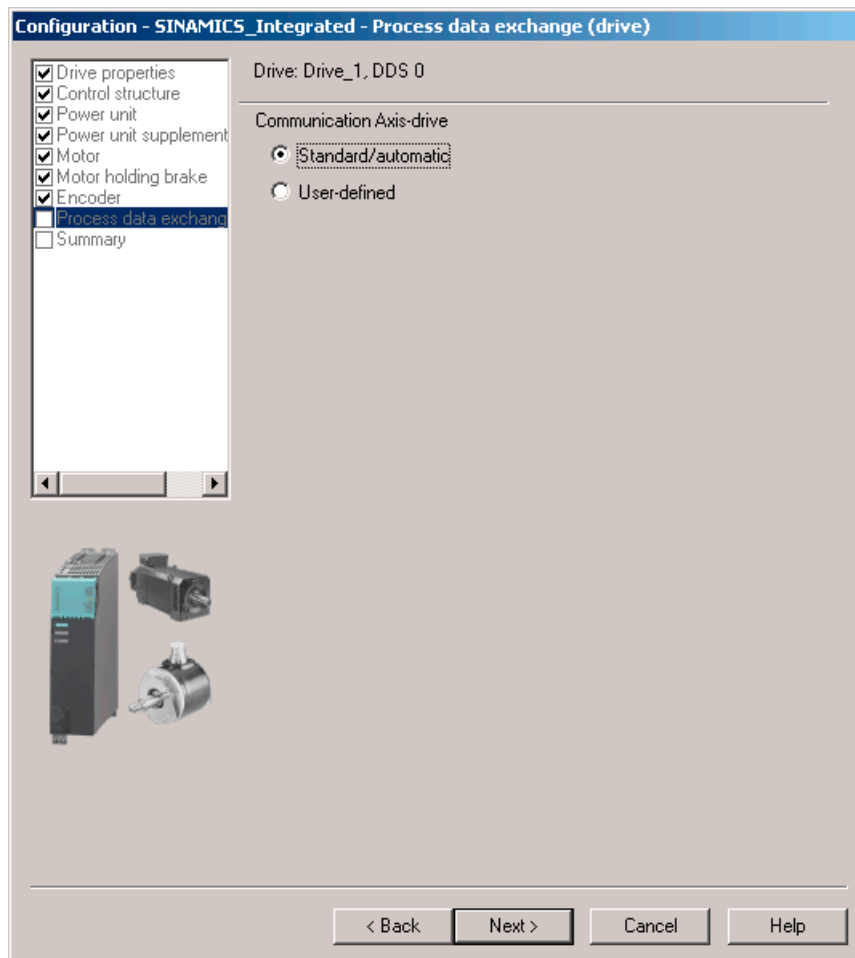 Configuration - SINAMICS_Integrated - Process data exchange (drive)
Drive properties
Control structure
Power unit
Power unit supplement
Motor
Motor holding brake
Encoder
Process data exchang
Summary
Drive: Drive_1, DDS 0
Communication Axis-drive
Standard/automatic
User-defined
< Back Next > Cancel Help